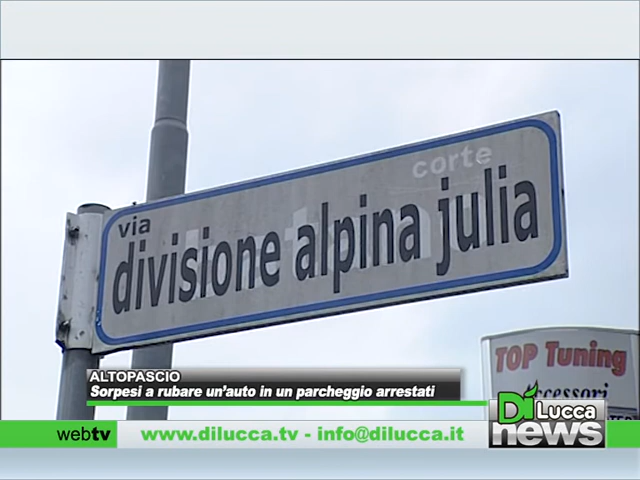 corte
via
divisione alpina julia
TOP Tuning
Accessori
ALTOPASCIO
Sorpesi a rubare un'auto in un parcheggio arrestati
Di Lucca
news
webtv
www.dilucca.tv - info@dilucca.it